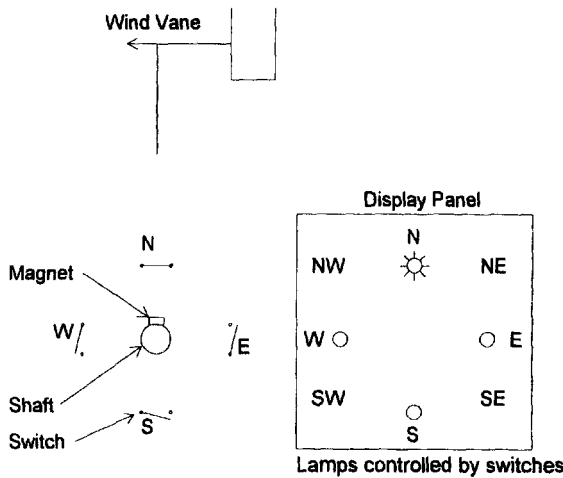 Wind Vane
Display Panel
N
N
NW
NE
Magnet
W
E
W
E
Shaft
SW
SE
Switch
S
S
Lamps controlled by switches